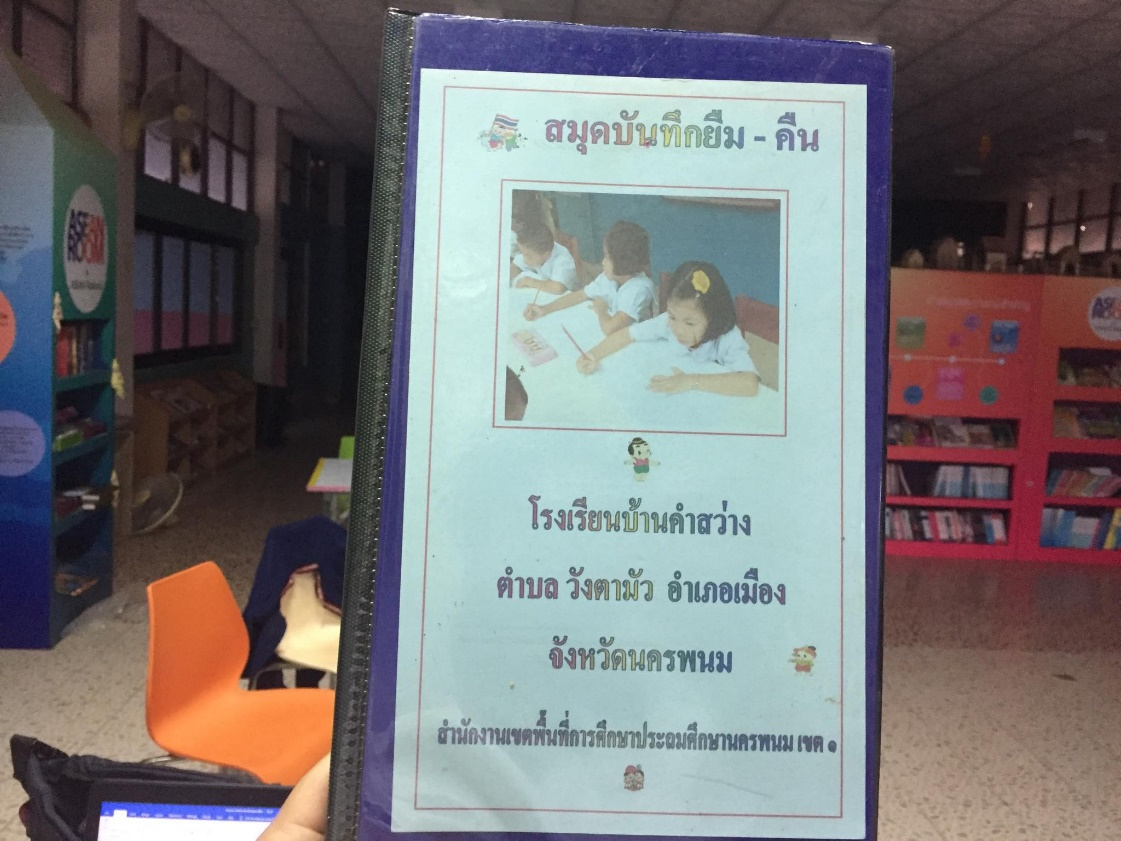 สมุดบันทึกยืม - คืน
โรงเรียนบ้านคำสว่าง
ตำบล วังตามัว อำเภอเมือง
จังหวัดนครพนม
สำนักงานเขตพื้นที่การศึกษาประถมศึกษานครพนม เขต ๑
ASEAN
ROOM